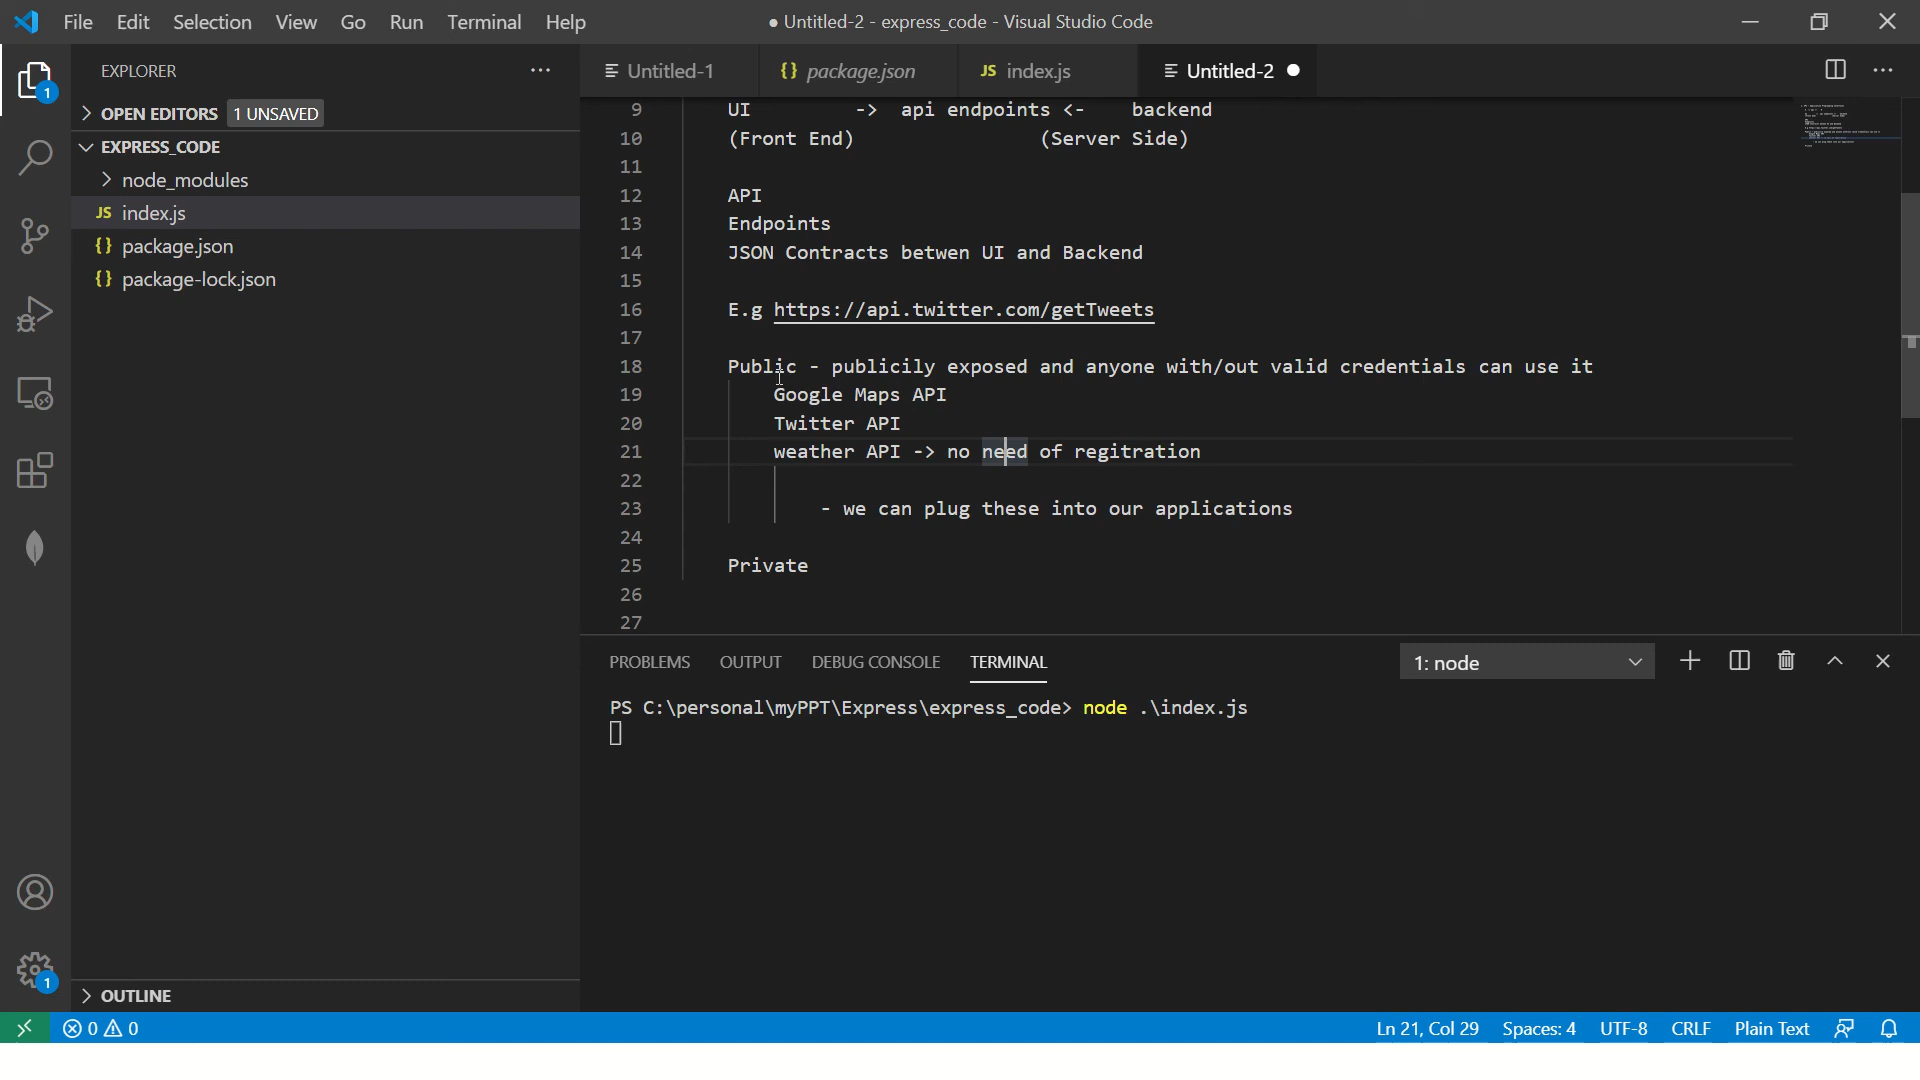 File Edit Selection View Go Run Terminal Help
● Untitled-2 - express_code - Visual Studio Code
EXPLORER
Untitled-1
{} package.json
JS index.js
Untitled-2 ●
OPEN EDITORS 1 UNSAVED
EXPRESS_CODE
node_modules
JS index.js
{} package.json
{} package-lock.json
OUTLINE
9 UI -> api endpoints <- backend
10 (Front End) (Server Side)
11
12 API
13 Endpoints
14 JSON Contracts betwen UI and Backend
15
16 E.g https://api.twitter.com/getTweets
17
18 Public - publicily exposed and anyone with/out valid credentials can use it
19 Google Maps API
20 Twitter API
21 weather API -> no need of regitration
22
23 - we can plug these into our applications
24
25 Private
26
27
PROBLEMS OUTPUT DEBUG CONSOLE TERMINAL
1: node
PS C:\personal\myPPT\Express\express_code> node .\index.js
1
1
0 0
Ln 21, Col 29 Spaces: 4 UTF-8 CRLF Plain Text